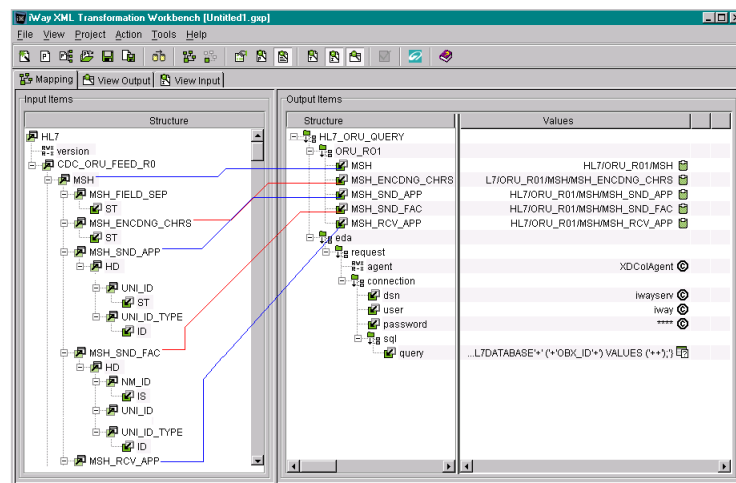 iWay XML Transformation Workbench [Untitled1.gxp]
File View Project Action Tools Help
Mapping View Output View Input
Input Items
Structure
HL7
version
CDC_ORU_FEED_R0
MSH
MSH_FIELD_SEP
ST
MSH_ENCDNG_CHRS
ST
MSH_SND_APP
HD
UNI_ID
ST
UNI_ID_TYPE
ID
MSH_SND_FAC
HD
NM_ID
IS
UNI_ID
UNI_ID_TYPE
ID
MSH_RCV_APP
Output Items
Structure Values
HL7_ORU_QUERY
ORU_RO1
MSH HL7/ORU_R01/MSH
MSH_ENCDNG_CHRS L7/ORU_R01/MSH/MSH_ENCDNG_CHRS
MSH_SND_APP HL7/ORU_R01/MSH/MSH_SND_APP
MSH_SND_FAC HL7/ORU_R01/MSH/MSH_SND_FAC
MSH_RCV_APP HL7/ORU_R01/MSH/MSH_RCV_APP
eda
request
agent XDColAgent
connection
dsn iwayserv
user iway
password ****
sql
query ...L7DATABASE'+' ('+'OBX_ID'+') VALUES ('++');'}